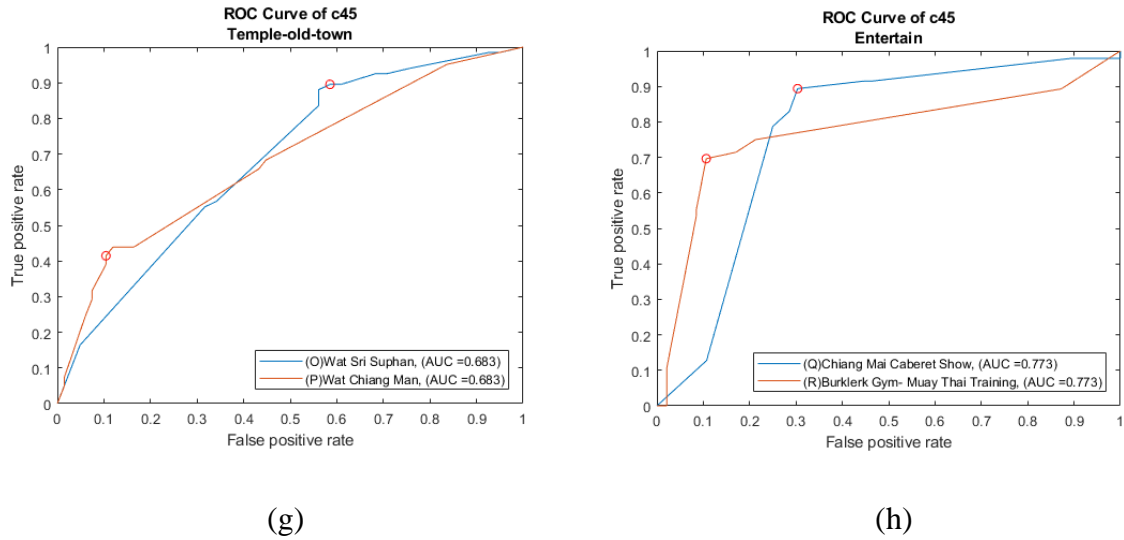 ROC Curve of c45
Temple-old-town
1
0.9
0.8
0.7
0.6
0.5
0.4
0.3
0.2
0.1
0
True positive rate
(O)Wat Sri Suphan, (AUC =0.683)
(P)Wat Chiang Man, (AUC =0.683)
0 0.1 0.2 0.3 0.4 0.5 0.6 0.7 0.8 0.9 1
False positive rate
(g)
ROC Curve of c45
Entertain
1
0.9
0.8
0.7
0.6
0.5
0.4
0.3
0.2
0.1
0
True positive rate
(Q)Chiang Mai Caberet Show, (AUC =0.773)
(R)Burklerk Gym- Muay Thai Training, (AUC =0.773)
0 0.1 0.2 0.3 0.4 0.5 0.6 0.7 0.8 0.9 1
False positive rate
(h)